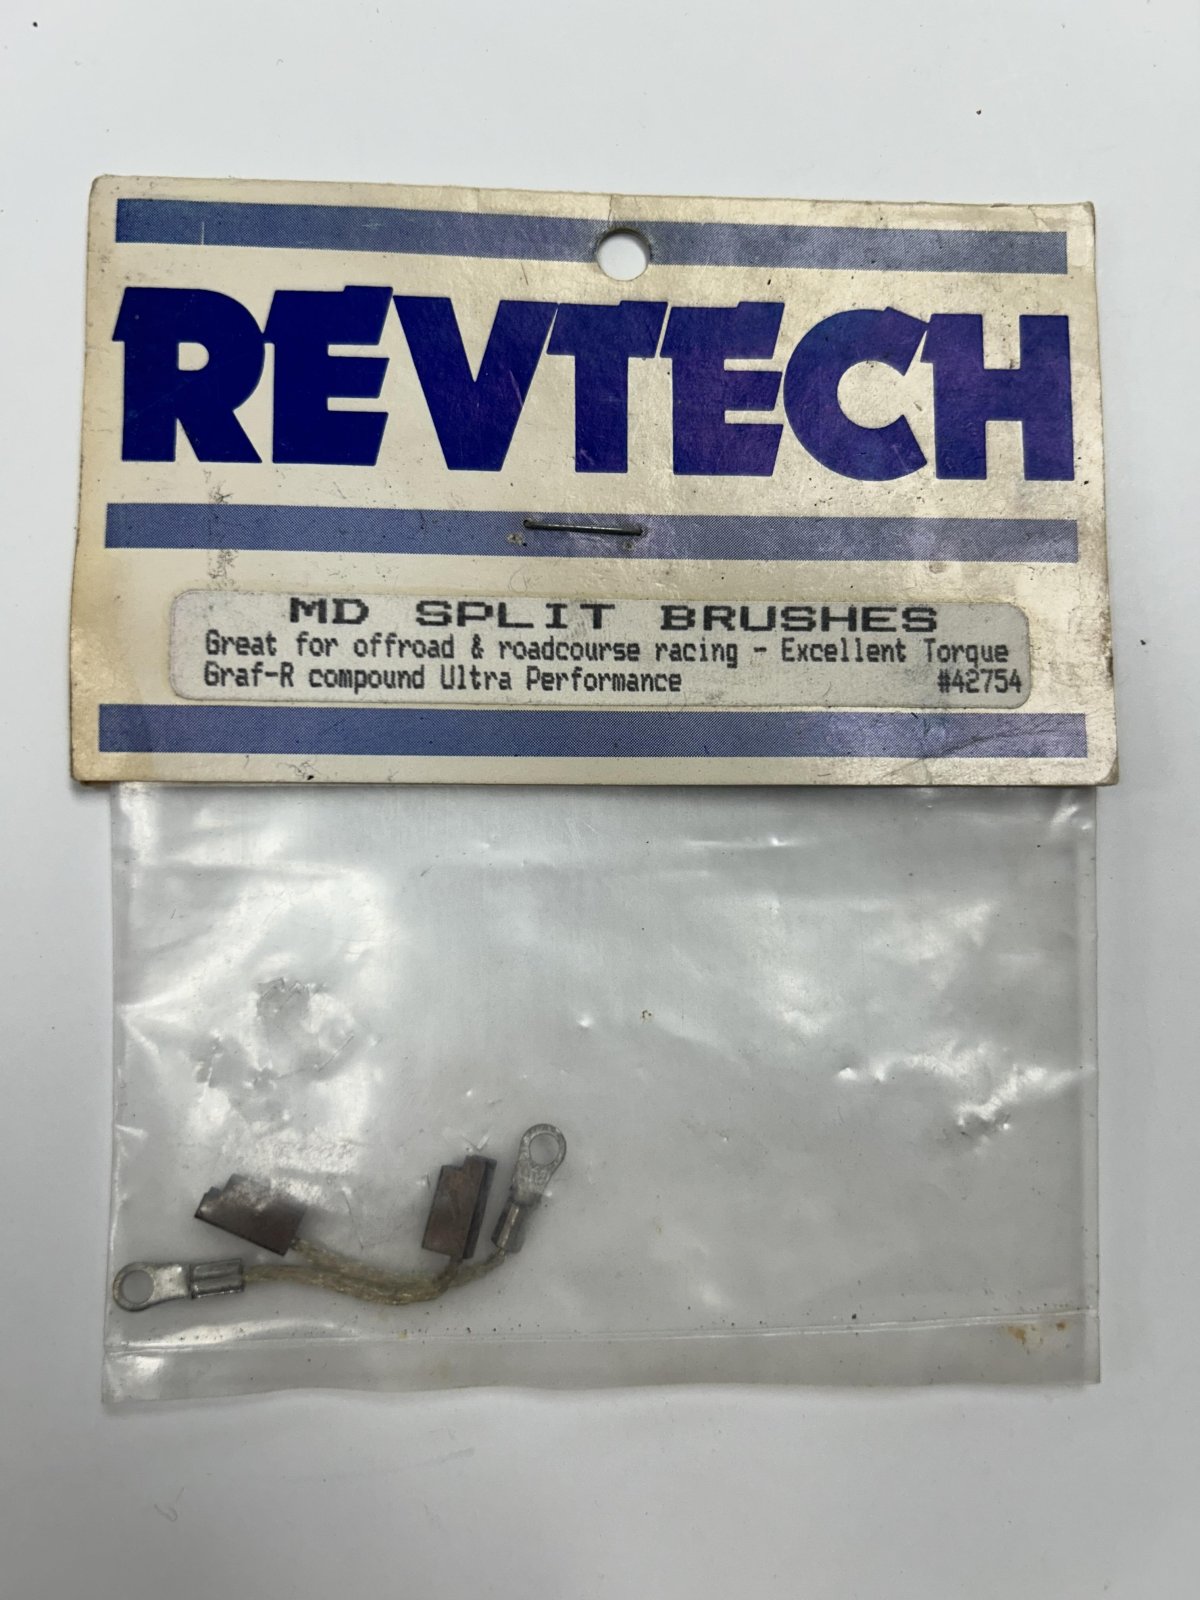 REVTECH
MD SPLIT BRUSHES
Great for offroad & roadcourse racing - Excellent Torque
Graf-R compound Ultra Performance #42754